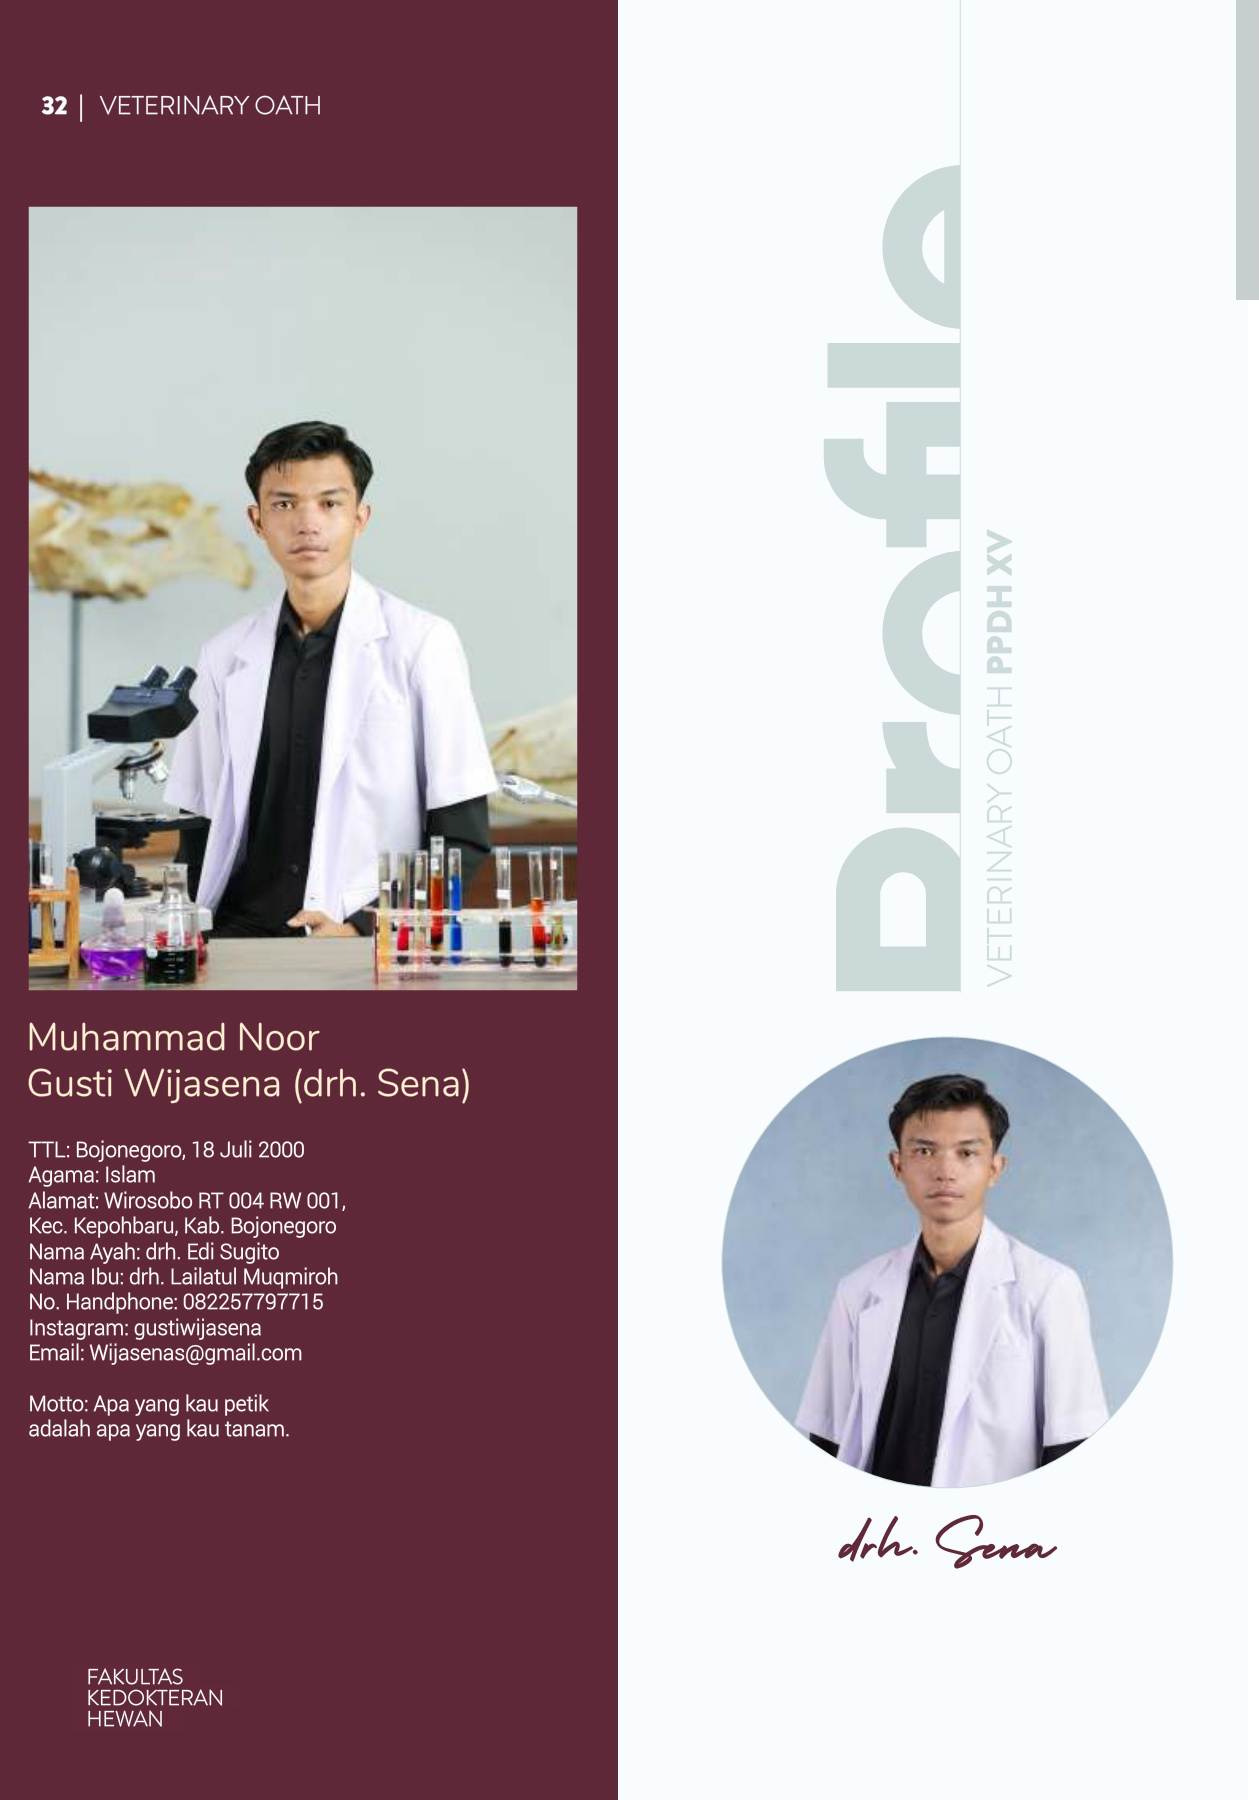 32 | VETERINARY OATH
Muhammad Noor
Gusti Wijasena (drh. Sena)
TTL: Bojonegoro, 18 Juli 2000
Agama: Islam
Alamat: Wirosobo RT 004 RW 001,
Kec. Kepohbaru, Kab. Bojonegoro
Nama Ayah: drh. Edi Sugito
Nama Ibu: drh. Lailatul Muqmiroh
No. Handphone: 082257797715
Instagram: gustiwijasena
Email: Wijasenas@gmail.com
Motto: Apa yang kau petik
adalah apa yang kau tanam.
FAKULTAS
KEDOKTERAN
HEWAN
Profile
VETERINARY OATH PPDH XV
drh. Sena